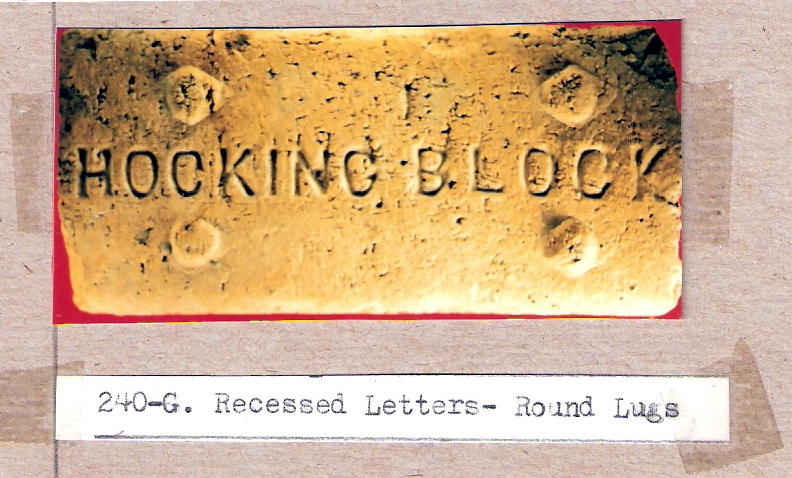 HOCKING BLOCK
240-G. Recessed Letters- Round Lugs